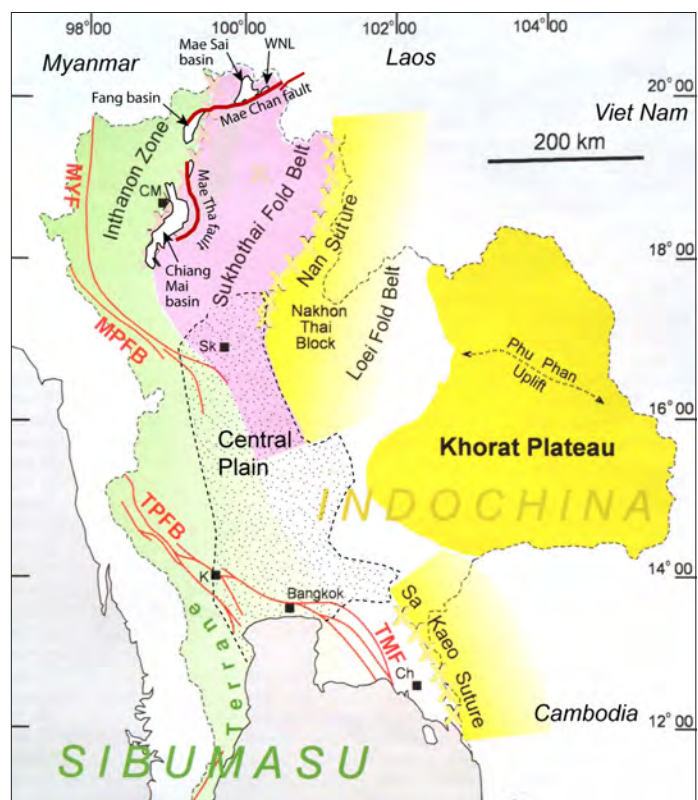 98° 00'
100° 00'
102° 00'
104° 00'
Mae Sai
basin
WNL
Myanmar
Laos
20° 00
Fang basin
Mae Chan fault
Viet Nam
200 km
Inthanon Zone
MYF
CM
Mae Tha fault
Sukhothai Fold Belt
Nan Suture
18° 00
Chiang
Mai
basin
Nakhon
Thai
Block
Loei Fold Belt
MPFB
Sk
Phu Phan
Uplift
16° 00
Central
Plain
Khorat Plateau
INDOCHINA
TPFB
K
14° 00
Bangkok
Sa Kaeo Suture
TMF
Ch
Terrane
Cambodia
12° 00
SIBUMASU